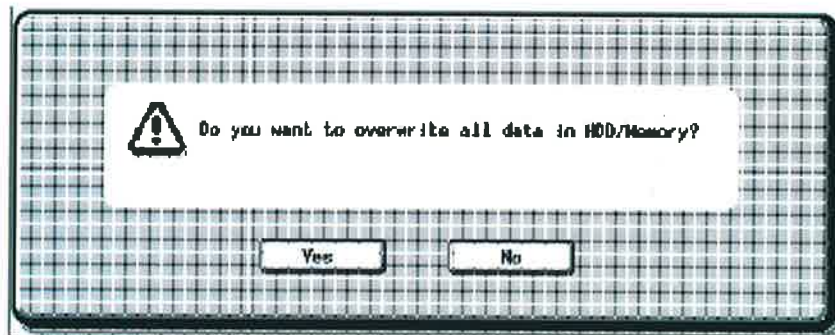 Do you want to overwrite all data in HDD/Memory?
Yes
No